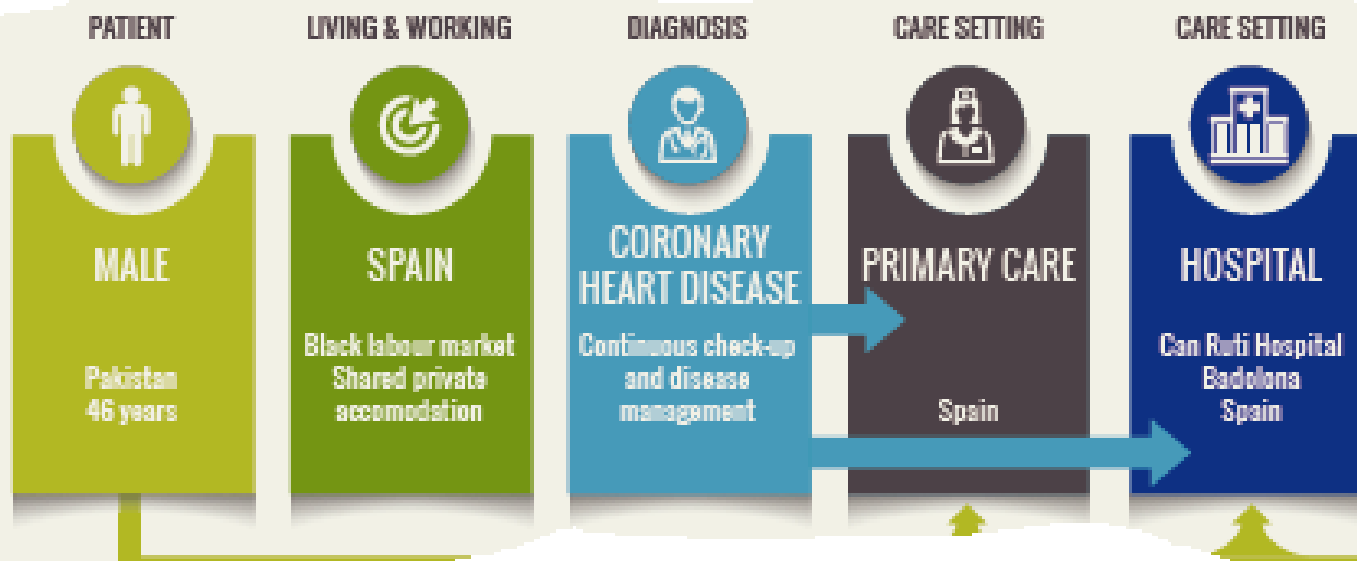 PATIENT
LIVING & WORKING
DIAGNOSIS
CARE SETTING
CARE SETTING
MALE
Pakistan
46 years
SPAIN
Black labour market
Shared private
accomodation
CORONARY
HEART DISEASE
Continuous check-up
and disease
management
PRIMARY CARE
Spain
HOSPITAL
Can Ruti Hospital
Badolona
Spain